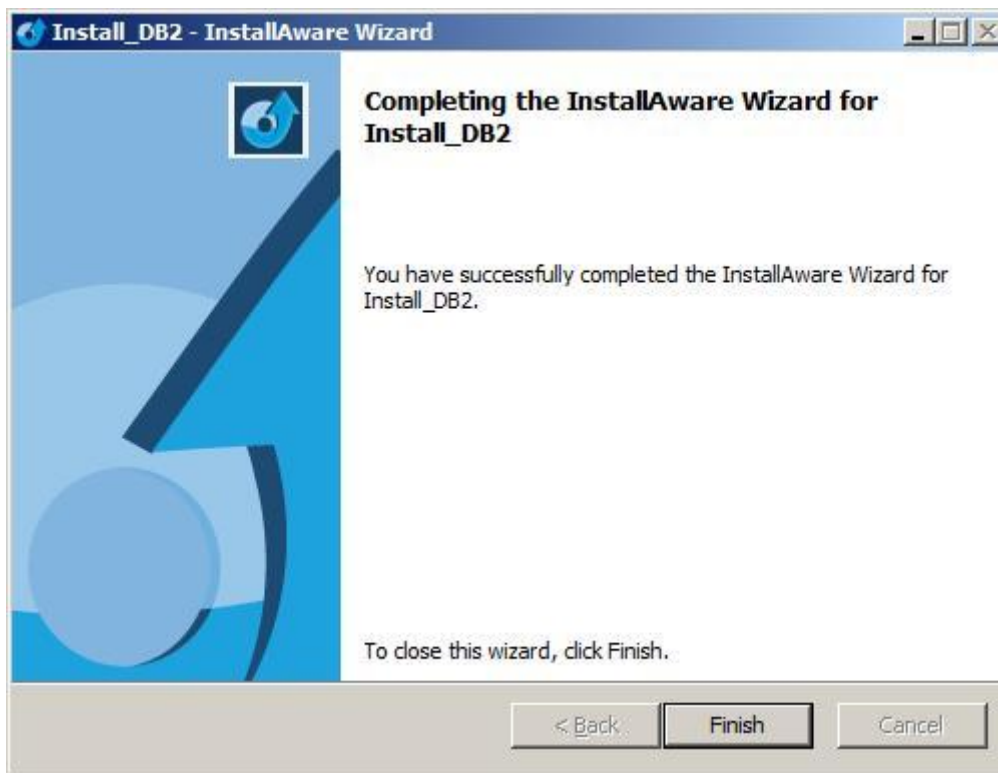 Install_DB2 - InstallAware Wizard
Completing the InstallAware Wizard for
Install_DB2
You have successfully completed the InstallAware Wizard for
Install_DB2.
To close this wizard, click Finish.
< Back
Finish
Cancel